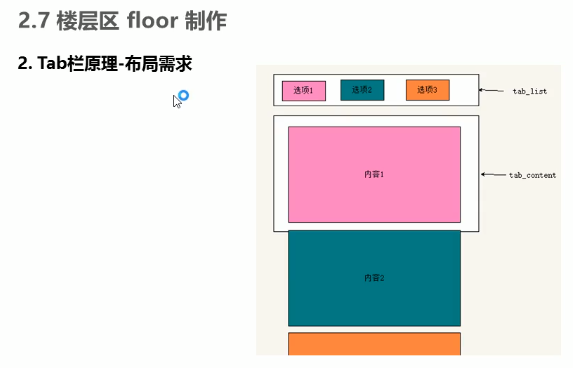 2.7 楼层区 floor 制作
2. Tab栏原理-布局需求
选项1 选项2 选项3
tab_list
内容1
tab_content
内容2